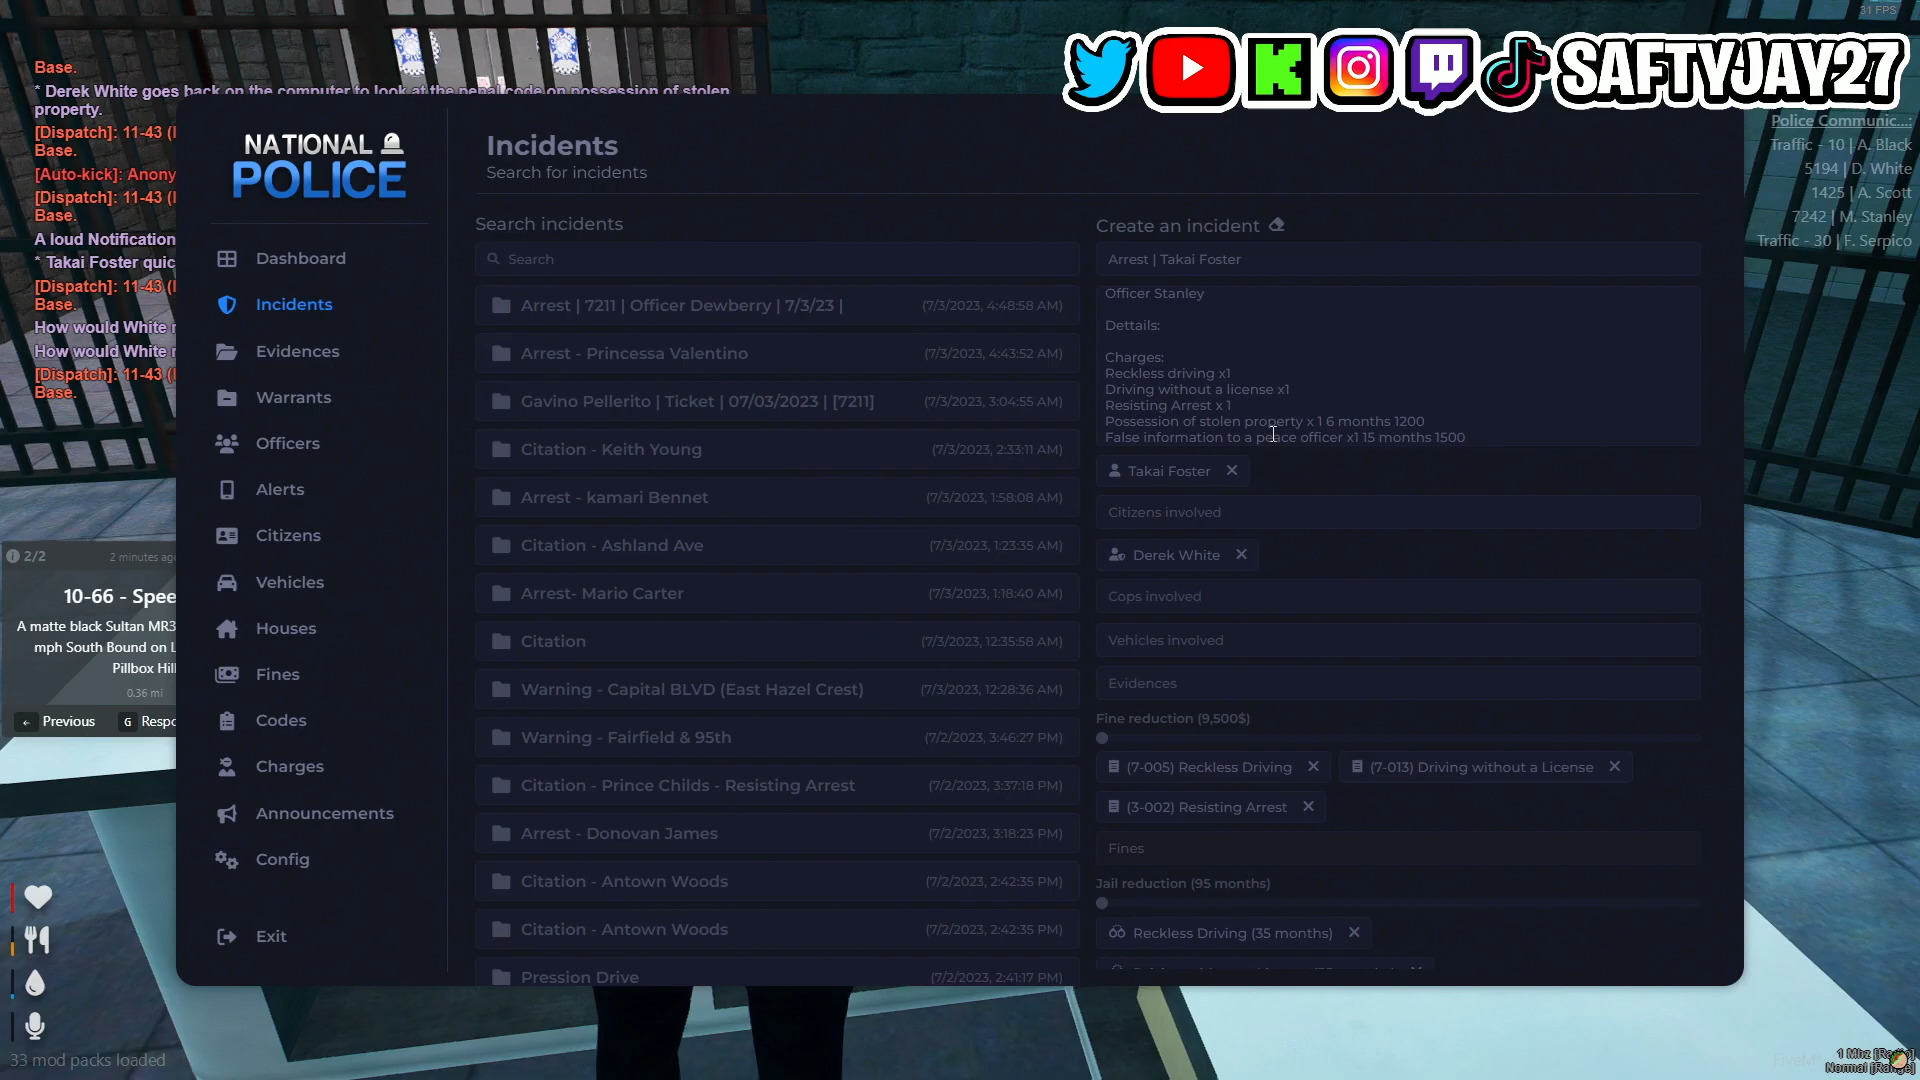 31 FPS
SAFTYJAY27
Base.
* Derek White goes back on the computer to look at the penal code on possession of stolen
property.
[Dispatch]: 11-43 (
Base.
[Auto-kick]: Anony
[Dispatch]: 11-43 (
Base.
A loud Notification
* Takai Foster quic
[Dispatch]: 11-43 (
Base.
How would White
How would White
[Dispatch]: 11-43 (
Base.
Police Communic...:
Traffic - 10 | A. Black
5194 | D. White
1425 | A. Scott
7242 | M. Stanley
Traffic - 30 | F. Serpico
NATIONAL
POLICE
Dashboard
Incidents
Evidences
Warrants
Officers
Alerts
Citizens
Vehicles
Houses
Fines
Codes
Charges
Announcements
Config
Exit
Incidents
Search for incidents
Search incidents
Search
Arrest | 7211 | Officer Dewberry | 7/3/23 | (7/3/2023, 4:48:58 AM)
Arrest - Princessa Valentino (7/3/2023, 4:43:52 AM)
Gavino Pellerito | Ticket | 07/03/2023 | [7211] (7/3/2023, 3:04:55 AM)
Citation - Keith Young (7/3/2023, 2:33:11 AM)
Arrest - kamari Bennet (7/3/2023, 1:58:08 AM)
Citation - Ashland Ave (7/3/2023, 1:23:35 AM)
Arrest- Mario Carter (7/3/2023, 1:18:40 AM)
Citation (7/3/2023, 12:35:58 AM)
Warning - Capital BLVD (East Hazel Crest) (7/3/2023, 12:28:36 AM)
Warning - Fairfield & 95th (7/2/2023, 3:46:27 PM)
Citation - Prince Childs - Resisting Arrest (7/2/2023, 3:37:18 PM)
Arrest - Donovan James (7/2/2023, 3:18:23 PM)
Citation - Antown Woods (7/2/2023, 2:42:35 PM)
Citation - Antown Woods (7/2/2023, 2:42:35 PM)
Pression Drive (7/2/2023, 2:41:17 PM)
Create an incident
Arrest | Takai Foster
Officer Stanley
Dettails:
Charges:
Reckless driving x1
Driving without a license x1
Resisting Arrest x 1
Possession of stolen property x 1 6 months 1200
False information to a peace officer x1 15 months 1500
Takai Foster
Citizens involved
Derek White
Cops involved
Vehicles involved
Evidences
Fine reduction (9,500$)
(7-005) Reckless Driving
(7-013) Driving without a License
(3-002) Resisting Arrest
Fines
Jail reduction (95 months)
Reckless Driving (35 months)
2/2
2 minutes ago
10-66 - Spee
A matte black Sultan MR3
mph South Bound on L
Pillbox Hill
0.36 mi
← Previous G Respo
33 mod packs loaded
1 Mhz [Radio]
Normal [Range]